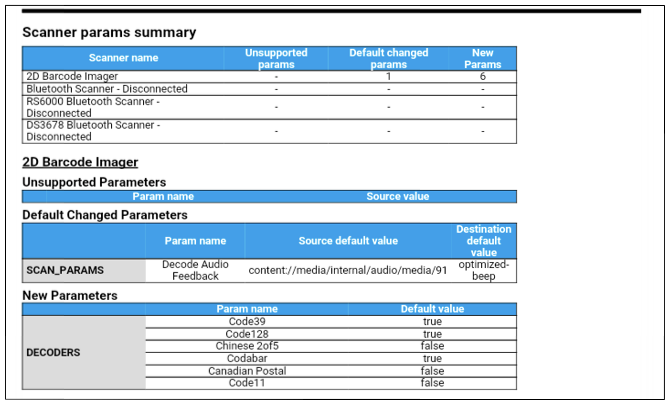 Scanner params summary
Scanner name Unsupported params Default changed params New Params
2D Barcode Imager - 1 6
Bluetooth Scanner - Disconnected - - -
RS6000 Bluetooth Scanner -
Disconnected - - -
DS3678 Bluetooth Scanner -
Disconnected - - -
2D Barcode Imager
Unsupported Parameters
Param name Source value
Default Changed Parameters
Param name Source default value Destination default value
SCAN_PARAMS Decode Audio Feedback content://media/internal/audio/media/91 optimized-beep
New Parameters
Param name Default value
DECODERS
Code39 true
Code128 true
Chinese 2of5 false
Codabar true
Canadian Postal false
Code11 false